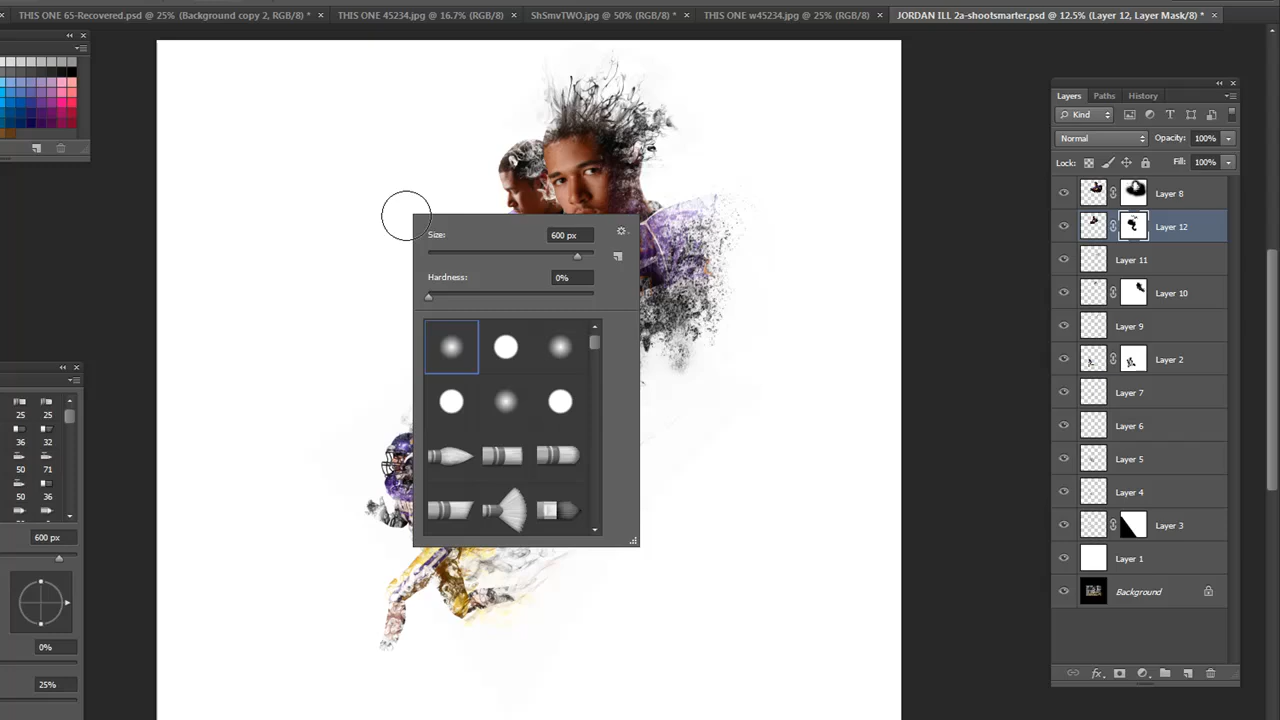 THIS ONE 65-Recovered.psd @ 25% (Background copy 2, RGB/8) * ×
THIS ONE 45234.jpg @ 16.7% (RGB/8) ×
ShSmvTWO.jpg @ 50% (RGB/8) * ×
THIS ONE w45234.jpg @ 25% (RGB/8) ×
JORDAN ILL 2a-shootsmarter.psd @ 12.5% (Layer 12, Layer Mask/8) * ×
Layers Paths History
Kind
Normal Opacity: 100%
Lock: Fill: 100%
Layer 8
Layer 12
Layer 11
Layer 10
Layer 9
Layer 2
Layer 7
Layer 6
Layer 5
Layer 4
Layer 3
Layer 1
Background
fx
Size: 600 px
Hardness: 0%
25 25
36 32
50 71
50 36
600 px
0%
25%